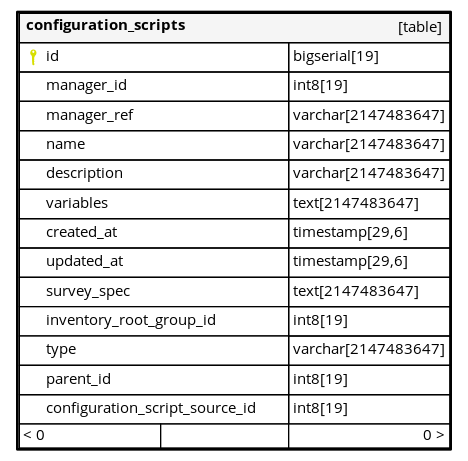 configuration_scripts [table]
id bigserial[19]
manager_id int8[19]
manager_ref varchar[2147483647]
name varchar[2147483647]
description varchar[2147483647]
variables text[2147483647]
created_at timestamp[29,6]
updated_at timestamp[29,6]
survey_spec text[2147483647]
inventory_root_group_id int8[19]
type varchar[2147483647]
parent_id int8[19]
configuration_script_source_id int8[19]
< 0 0 >